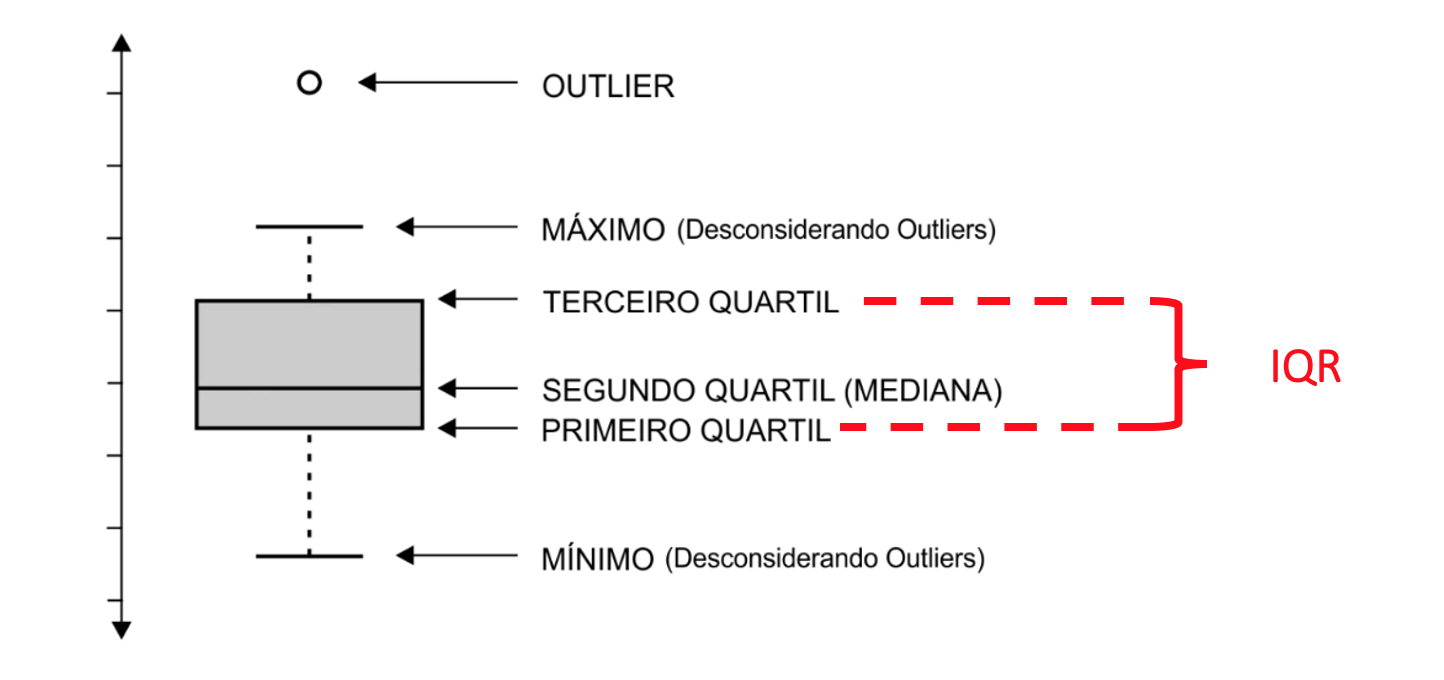 OUTLIER
MÁXIMO (Desconsiderando Outliers)
TERCEIRO QUARTIL
IQR
SEGUNDO QUARTIL (MEDIANA)
PRIMEIRO QUARTIL
MÍNIMO (Desconsiderando Outliers)